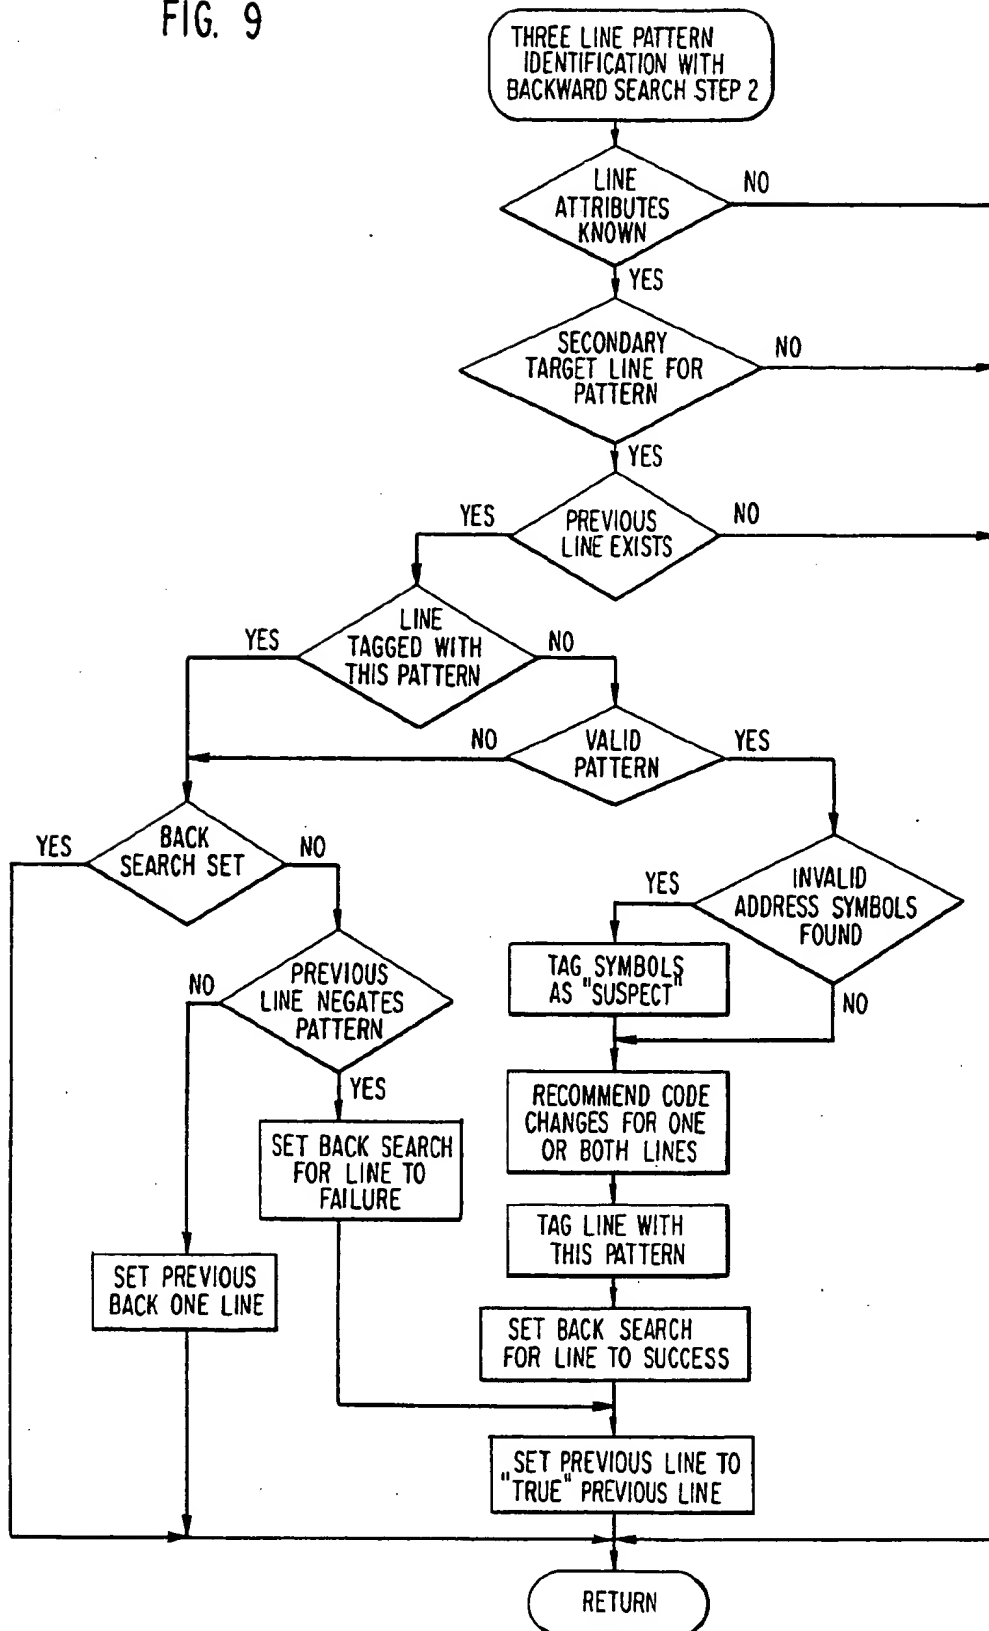 FIG. 9
THREE LINE PATTERN
IDENTIFICATION WITH
BACKWARD SEARCH STEP 2
LINE
ATTRIBUTES
KNOWN
NO
YES
SECONDARY
TARGET LINE FOR
PATTERN
NO
YES
PREVIOUS
LINE EXISTS
YES
NO
LINE
TAGGED WITH
THIS PATTERN
YES
NO
VALID
PATTERN
NO
YES
BACK
SEARCH SET
YES
NO
INVALID
ADDRESS SYMBOLS
FOUND
YES
NO
TAG SYMBOLS
AS "SUSPECT"
PREVIOUS
LINE NEGATES
PATTERN
NO
YES
RECOMMEND CODE
CHANGES FOR ONE
OR BOTH LINES
SET BACK SEARCH
FOR LINE TO
FAILURE
TAG LINE WITH
THIS PATTERN
SET PREVIOUS
BACK ONE LINE
SET BACK SEARCH
FOR LINE TO SUCCESS
SET PREVIOUS LINE TO
"TRUE" PREVIOUS LINE
RETURN